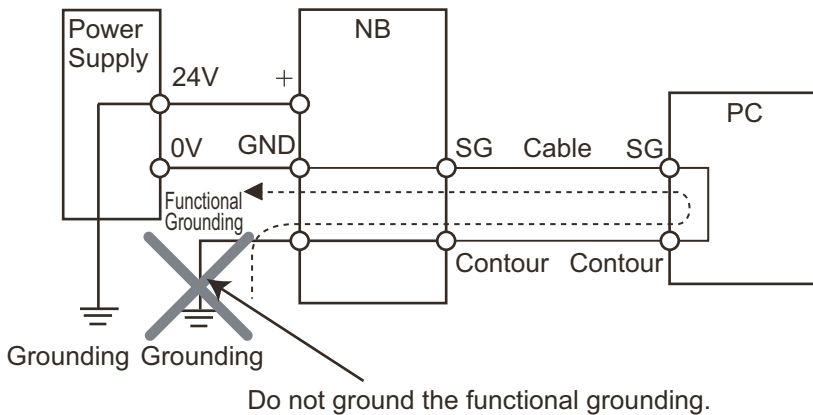 Power
Supply
NB
24V
+
PC
0V
GND
SG
Cable
SG
Functional
Grounding
Contour
Contour
Grounding
Grounding
Do not ground the functional grounding.